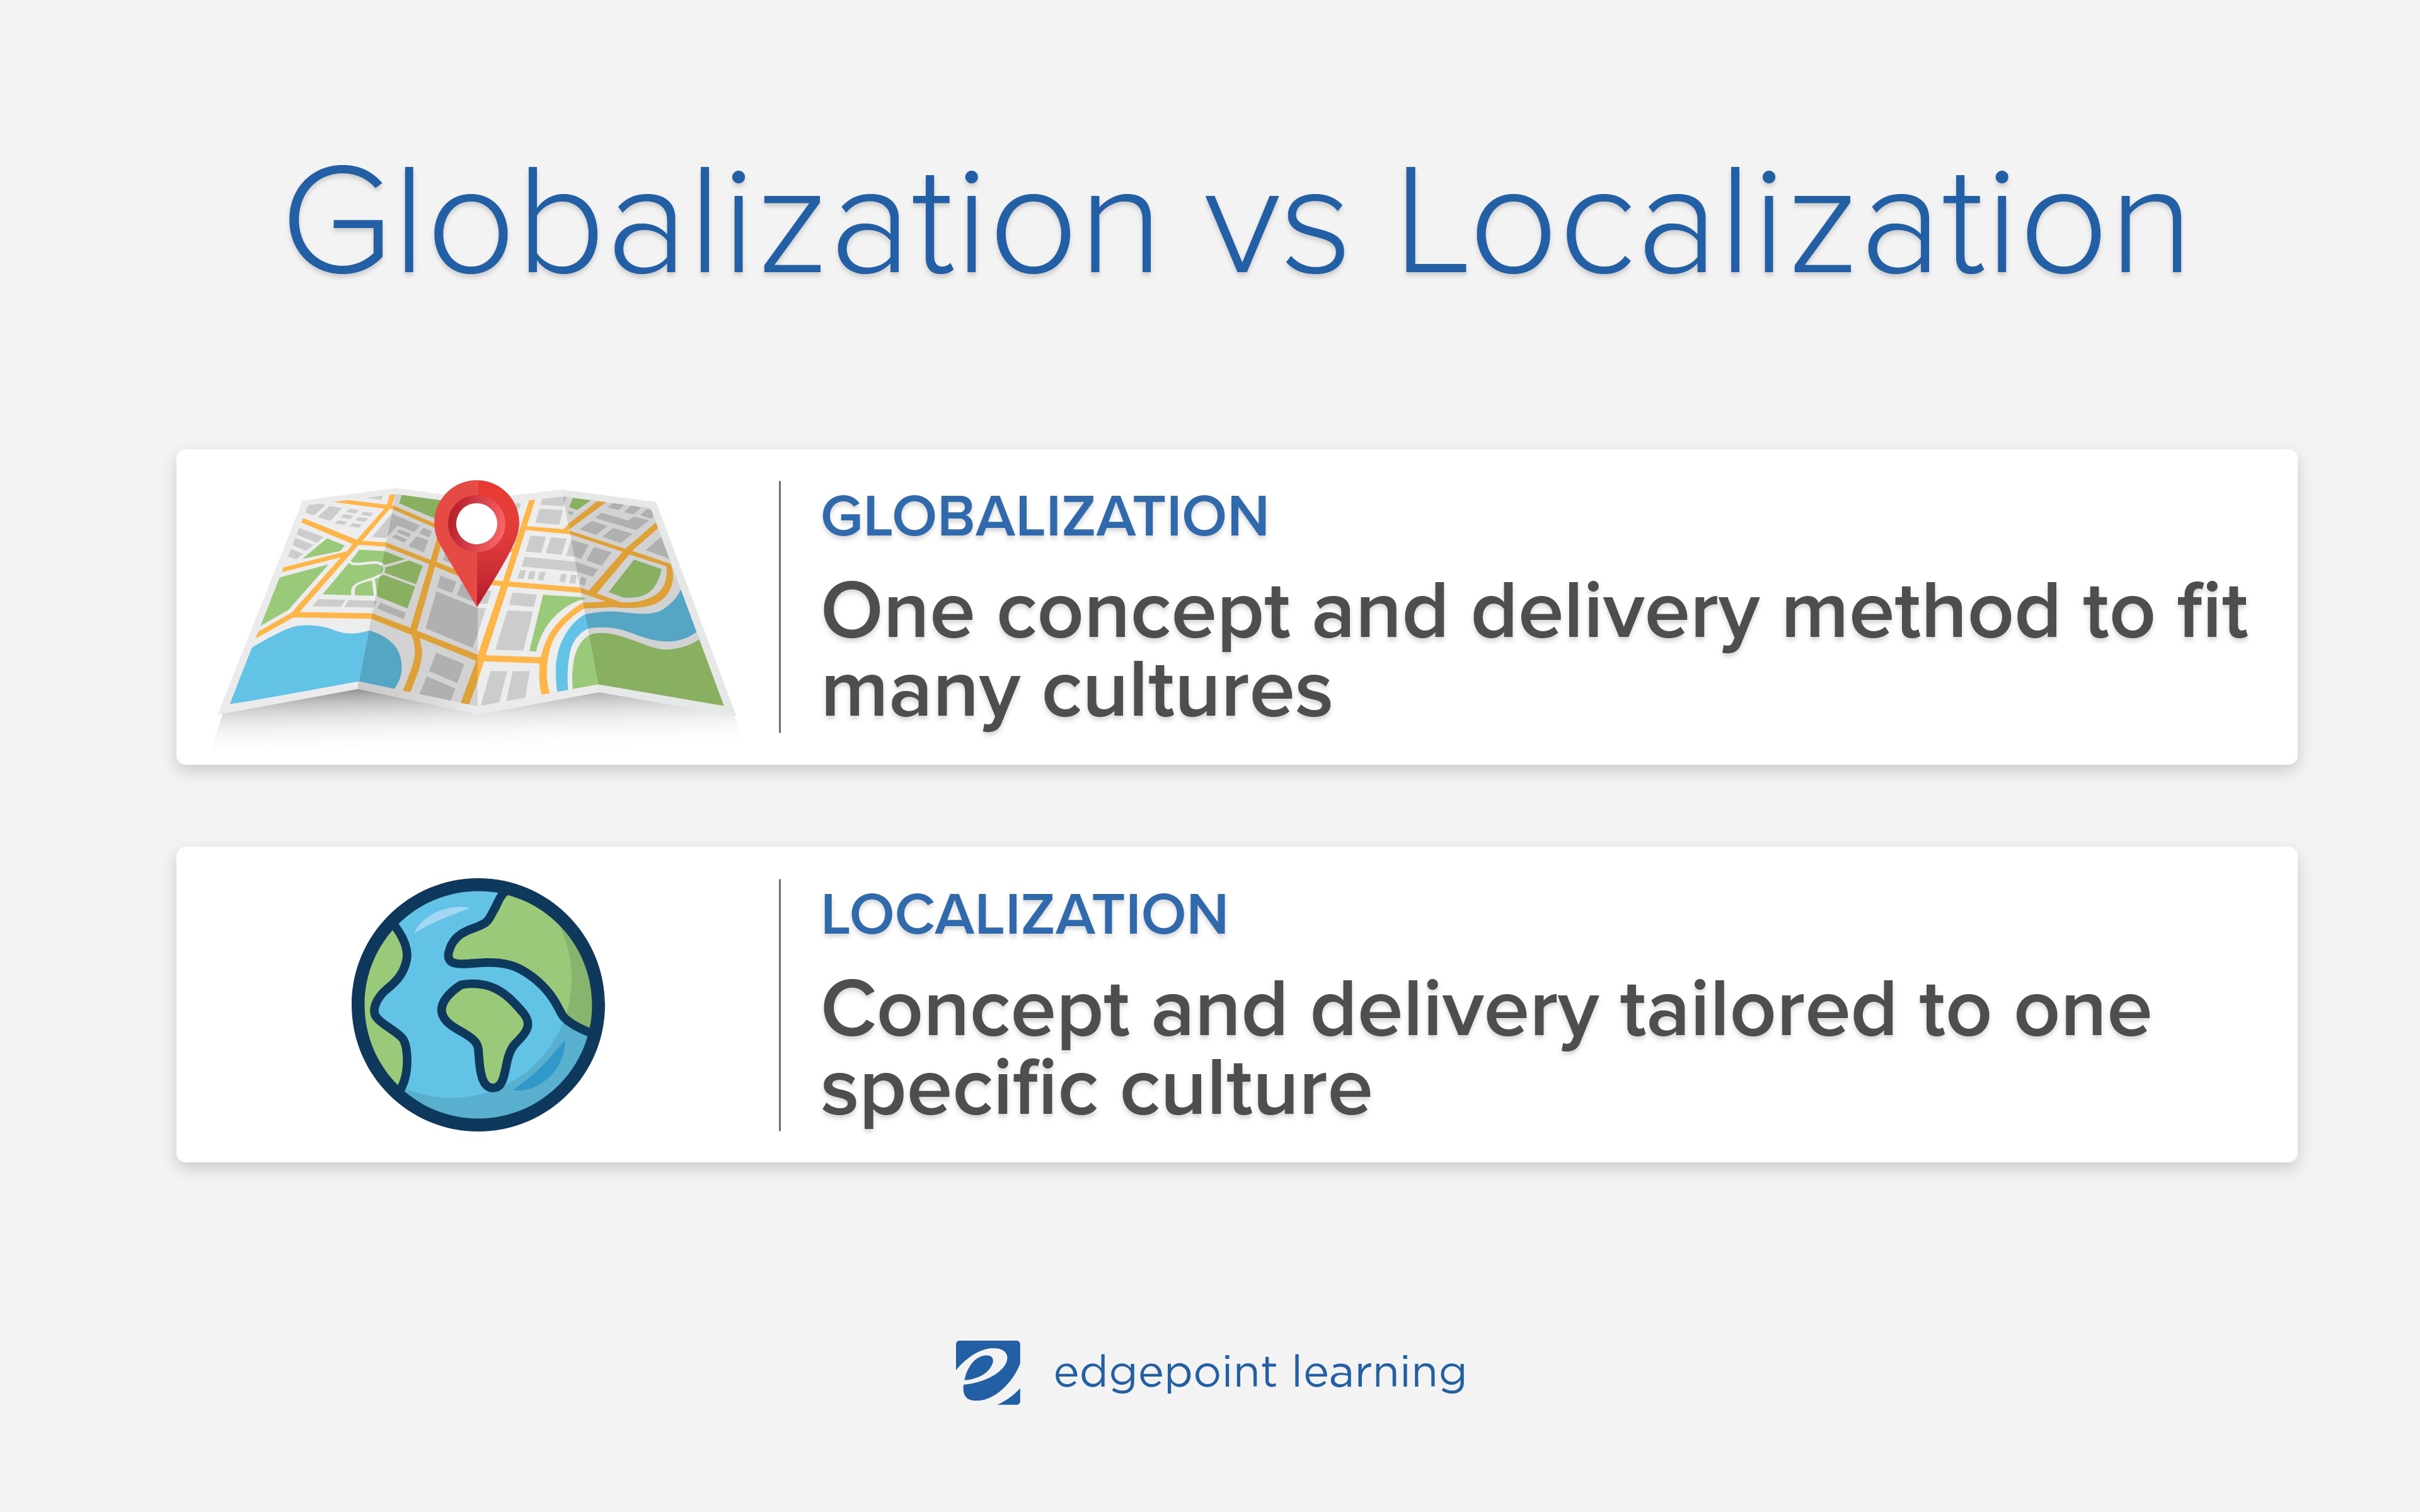 Globalization vs Localization
GLOBALIZATION
One concept and delivery method to fit
many cultures
LOCALIZATION
Concept and delivery tailored to one
specific culture
edgepoint learning